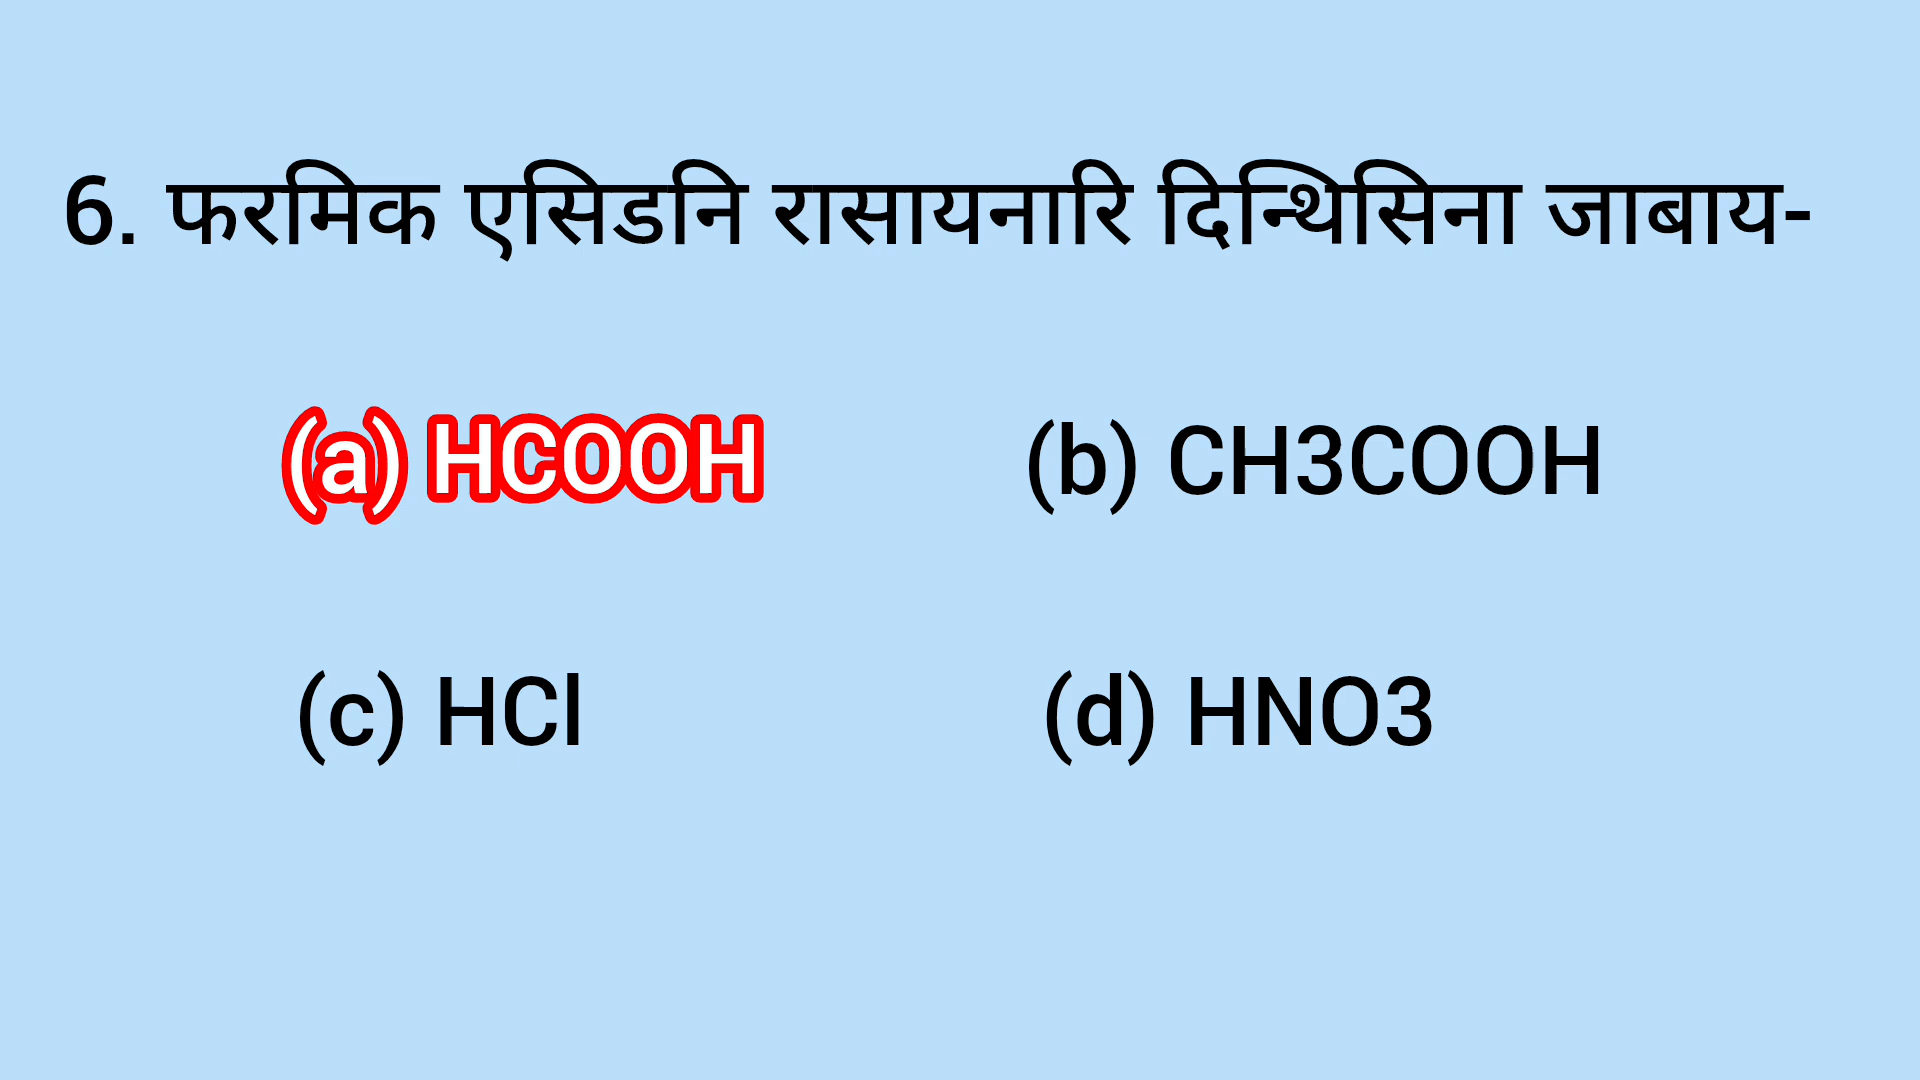 6. फरमिक एसिडनि रासायनारि दिन्थिसिना जाबाय-
(a) HCOOH (b) CH3COOH
(c) HCl (d) HNO3